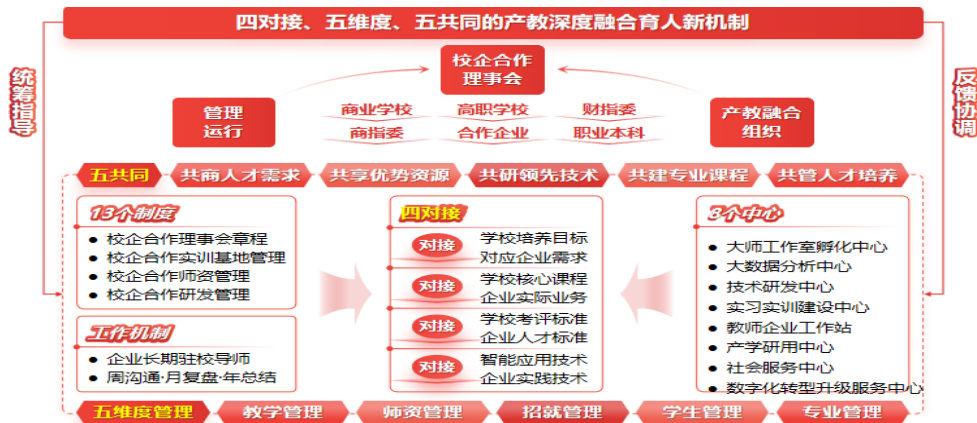 四对接、五维度、五共同的产教深度融合育人新机制
统筹指导
反馈协调
校企合作
理事会
管理
运行
商业学校
高职学校
财指委
商指委
合作企业
职业本科
产教融合
组织
五共同
共商人才需求
共享优势资源
共研领先技术
共建专业课程
共管人才培养
13个制度
校企合作理事会章程
校企合作实训基地管理
校企合作师资管理
校企合作研发管理
工作机制
企业长期驻校导师
周沟通·月复盘·年总结
四对接
对接
学校培养目标
对应企业需求
对接
学校核心课程
企业实际业务
对接
学校考评标准
企业人才标准
对接
智能应用技术
企业实践技术
8个中心
大师工作室孵化中心
大数据分析中心
技术研发中心
实习实训建设中心
教师企业工作站
产学研用中心
社会服务中心
数字化转型升级服务中心
五维度管理
教学管理
师资管理
招就管理
学生管理
专业管理